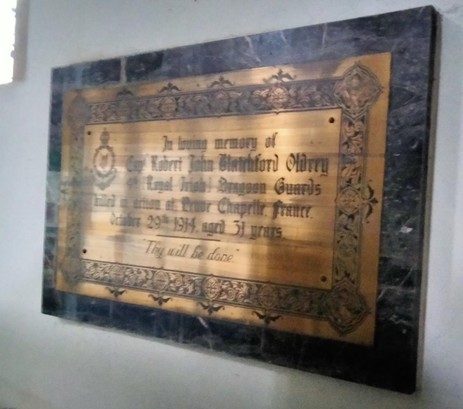 In loving memory of
Capt Robert John Blatchford Oldrey
4th Royal Irish Dragoon Guards
killed in action at Neuve Chapelle, France,
October 29th 1914, aged 31 years.
"Thy will be done."